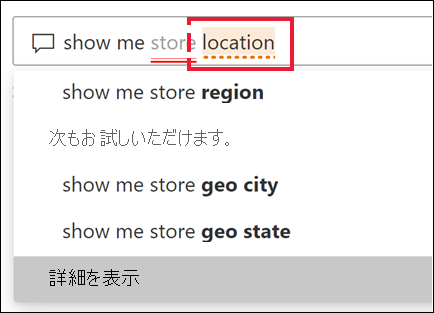 show me store location
show me store region
次もお試しいただけます。
show me store geo city
show me store geo state
詳細を表示